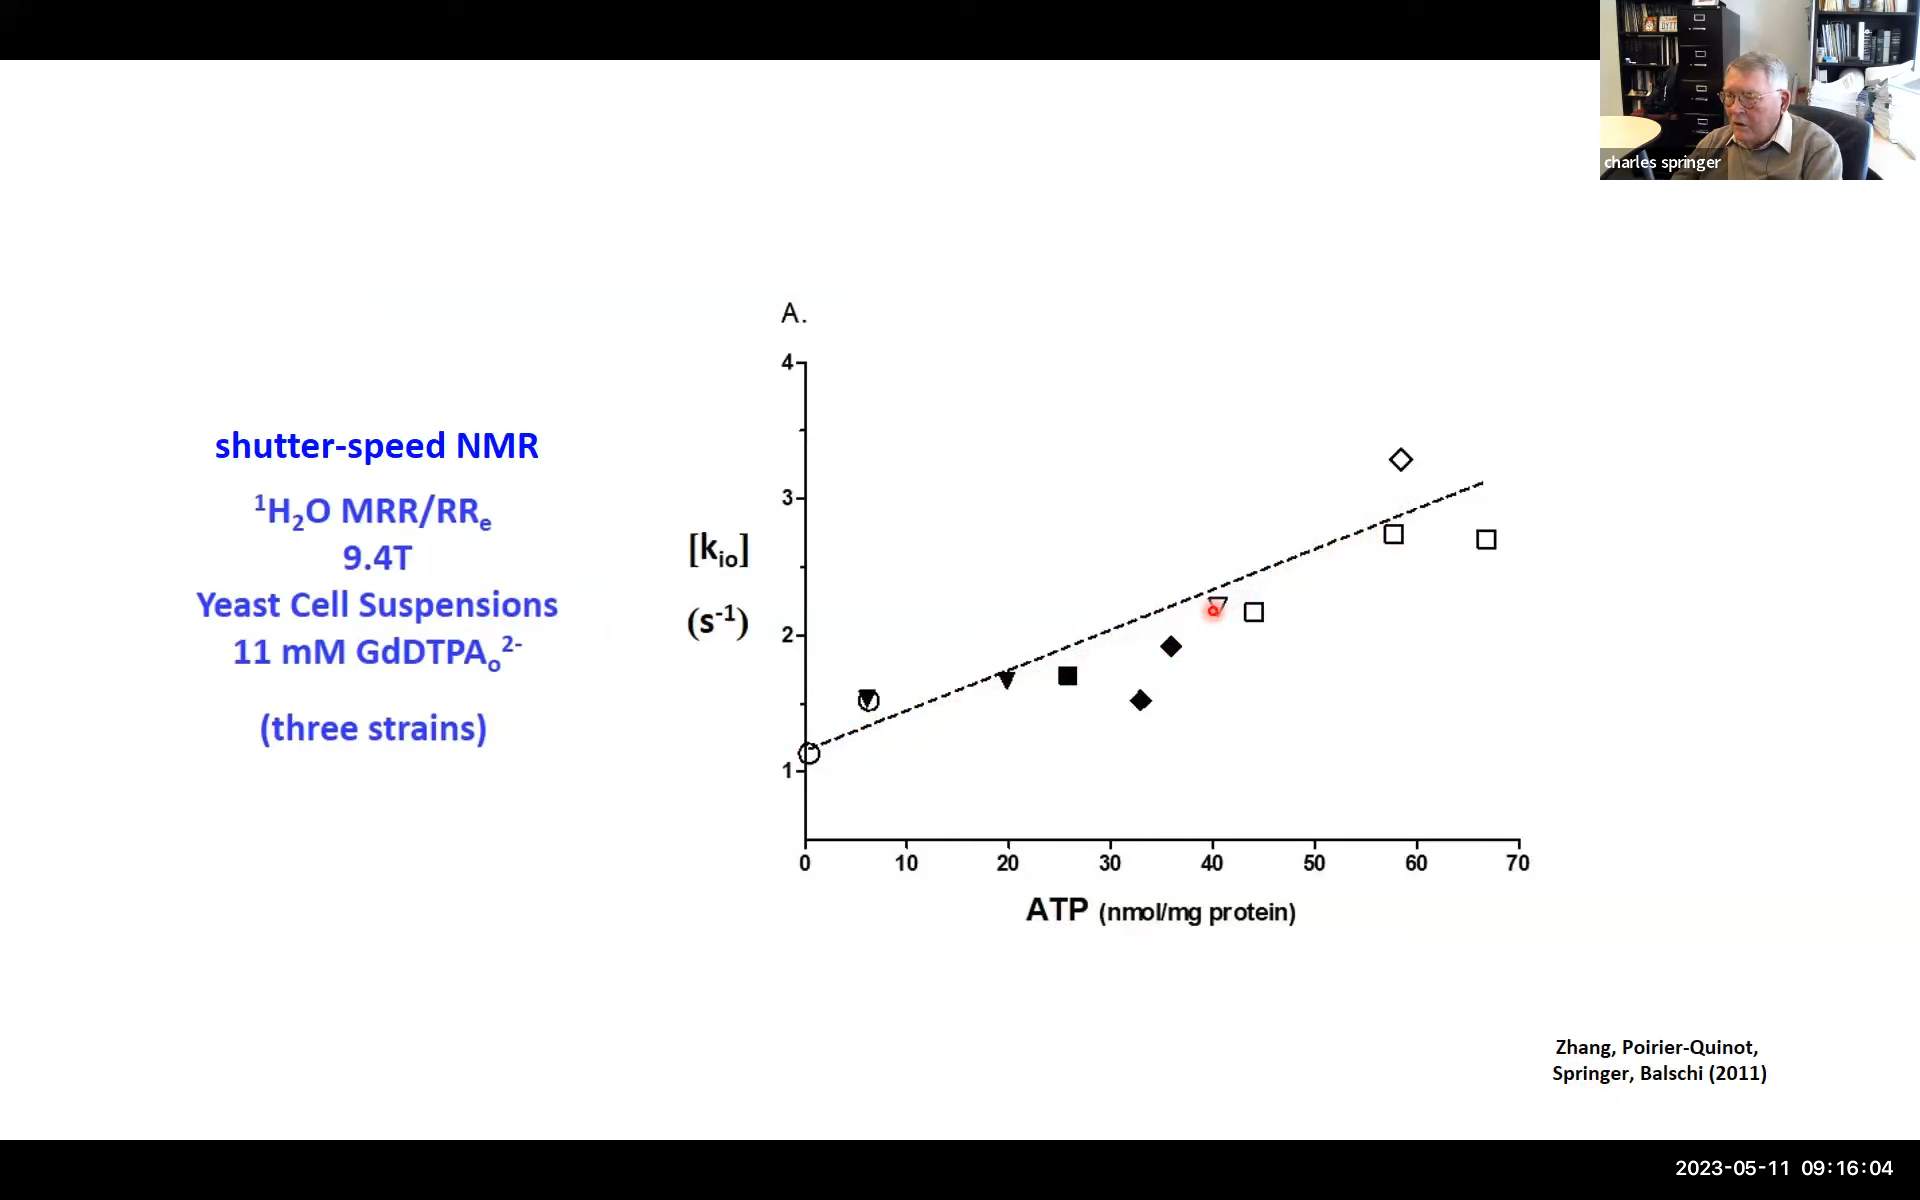 charles springer
A.
shutter-speed NMR
¹H₂O MRR/RRₑ
9.4T
Yeast Cell Suspensions
11 mM GdDTPAₒ²⁻
(three strains)
[kᵢₒ]
(s⁻¹)
4
3
2
1
0 10 20 30 40 50 60 70
ATP (nmol/mg protein)
Zhang, Poirier-Quinot,
Springer, Balschi (2011)
2023-05-11 09:16:04